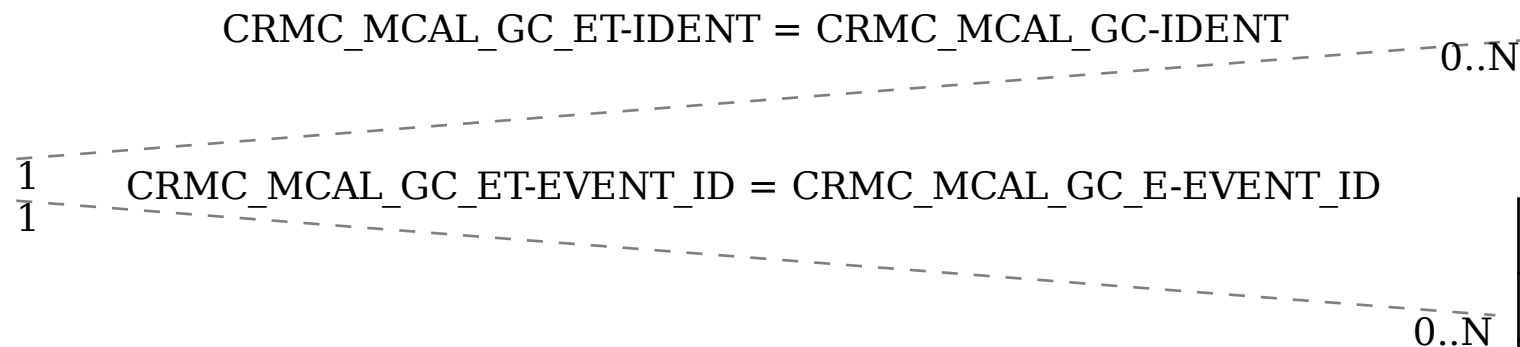 CRMC_MCAL_GC_ET-IDENT = CRMC_MCAL_GC-IDENT
0..N
1
CRMC_MCAL_GC_ET-EVENT_ID = CRMC_MCAL_GC_E-EVENT_ID
1
0..N